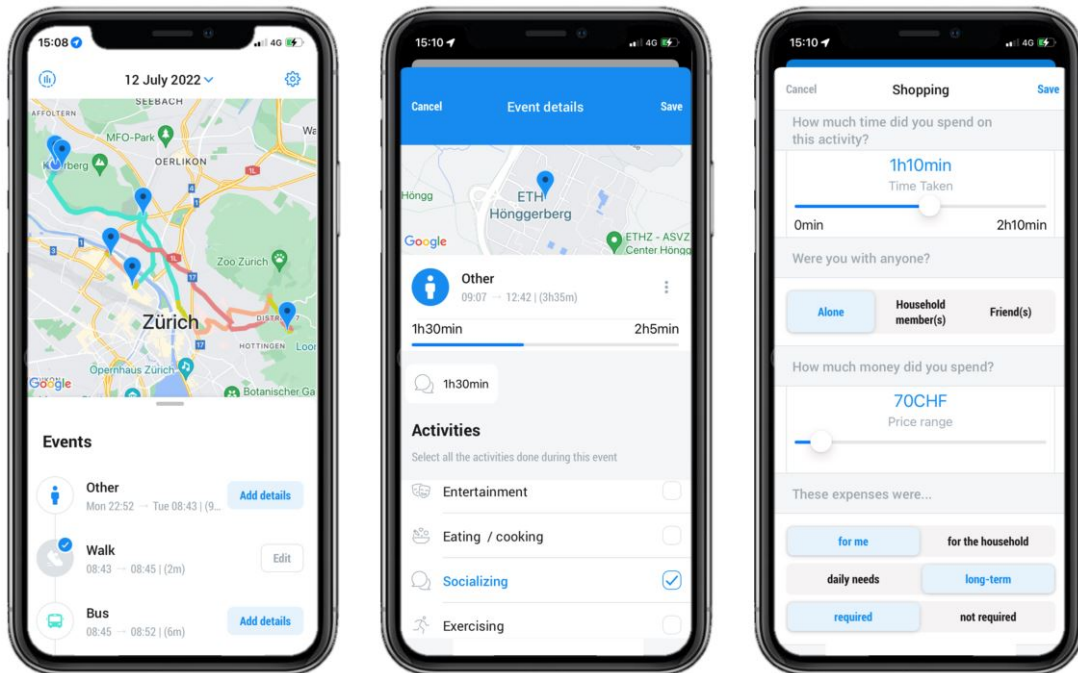 15:08
4G
12 July 2022
SEEBACH
AFFOLTERN
MFO-Park
OERLIKON
Zoo Zürich
Zürich
HOTTINGEN
Opernhaus Zürich
Google
Botanischer Ga
Events
Other
Mon 22:52 → Tue 08:43 | (9...
Add details
Walk
08:43 → 08:45 | (2m)
Edit
Bus
08:45 → 08:52 | (6m)
Add details
15:10
4G
Cancel
Event details
Save
Höngg
ETH
Hönggerberg
Google
ETHZ - ASVZ
Center Höngg
Other
09:07 → 12:42 | (3h35m)
1h30min
2h5min
1h30min
Activities
Select all the activities done during this event
Entertainment
Eating / cooking
Socializing
Exercising
15:10
4G
Cancel
Shopping
Save
How much time did you spend on
this activity?
1h10min
Time Taken
0min
2h10min
Were you with anyone?
Alone
Household
member(s)
Friend(s)
How much money did you spend?
70CHF
Price range
These expenses were...
for me
for the household
daily needs
long-term
required
not required